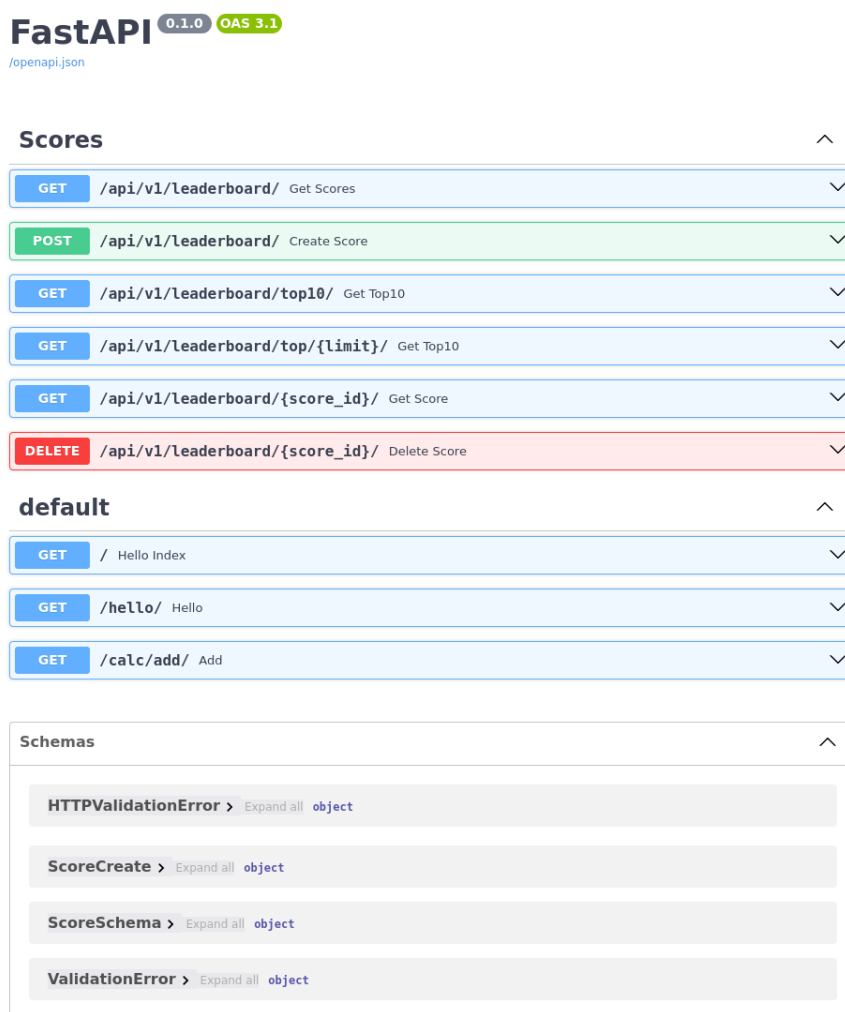 FastAPI 0.1.0 OAS 3.1
/openapi.json
Scores
GET /api/v1/leaderboard/ Get Scores
POST /api/v1/leaderboard/ Create Score
GET /api/v1/leaderboard/top10/ Get Top10
GET /api/v1/leaderboard/top/{limit}/ Get Top10
GET /api/v1/leaderboard/{score_id}/ Get Score
DELETE /api/v1/leaderboard/{score_id}/ Delete Score
default
GET / Hello Index
GET /hello/ Hello
GET /calc/add/ Add
Schemas
HTTPValidationError Expand all object
ScoreCreate Expand all object
ScoreSchema Expand all object
ValidationError Expand all object